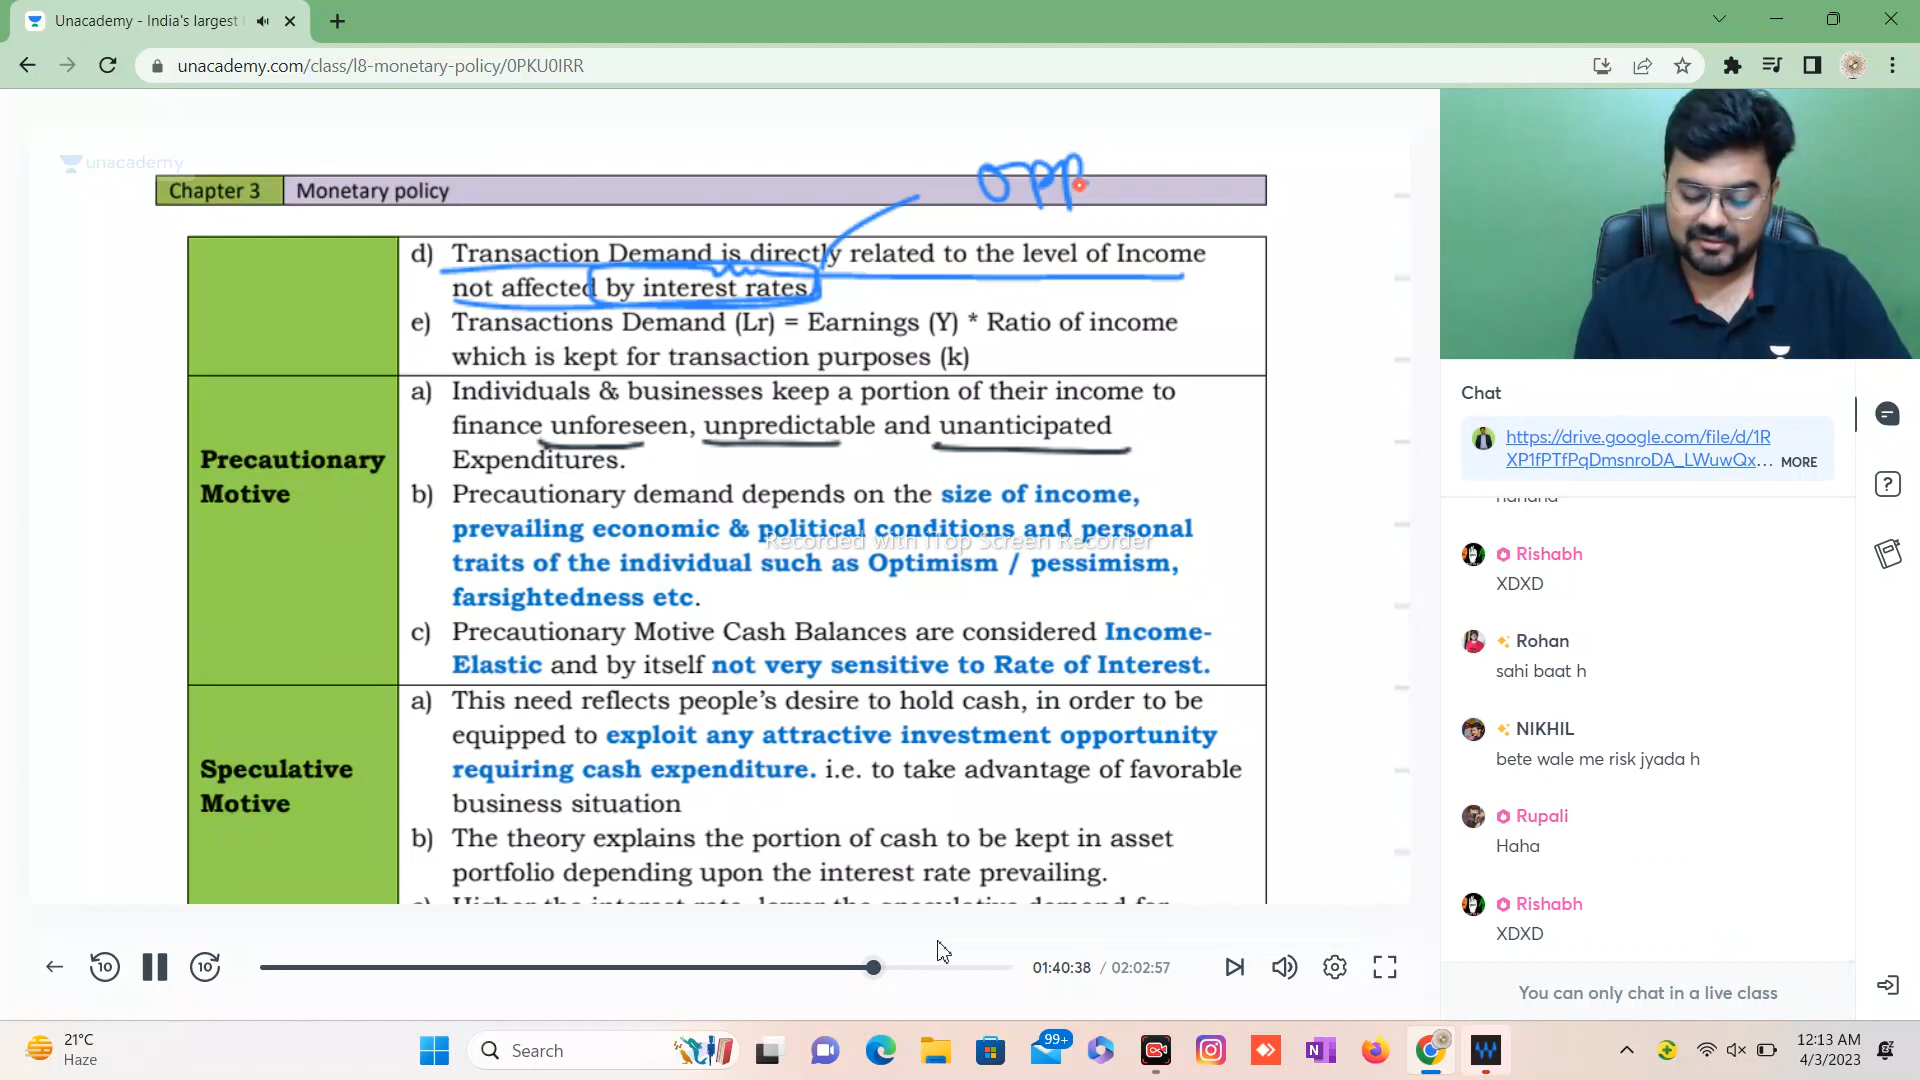 Unacademy - India's largest
unacademy.com/class/l8-monetary-policy/0PKU0IRR
unacademy
opp
Chapter 3 Monetary policy
d) Transaction Demand is directly related to the level of Income
not affected by interest rates
e) Transactions Demand (Lr) = Earnings (Y) * Ratio of income
which is kept for transaction purposes (k)
Precautionary
Motive
a) Individuals & businesses keep a portion of their income to
finance unforeseen, unpredictable and unanticipated
Expenditures.
b) Precautionary demand depends on the size of income,
prevailing economic & political conditions and personal
traits of the individual such as Optimism / pessimism,
farsightedness etc.
c) Precautionary Motive Cash Balances are considered Income-
Elastic and by itself not very sensitive to Rate of Interest.
Recorded with iTop Screen Recorder
Speculative
Motive
a) This need reflects people's desire to hold cash, in order to be
equipped to exploit any attractive investment opportunity
requiring cash expenditure. i.e. to take advantage of favorable
business situation
b) The theory explains the portion of cash to be kept in asset
portfolio depending upon the interest rate prevailing.
Chat
https://drive.google.com/file/d/1R
XP1fPTfPqDmsnroDA_LWuwQx... MORE
Rishabh
XDXD
Rohan
sahi baat h
NIKHIL
bete wale me risk jyada h
Rupali
Haha
Rishabh
XDXD
You can only chat in a live class
10 10 01:40:38 / 02:02:57
21°C
Haze
Search
99+
12:13 AM
4/3/2023